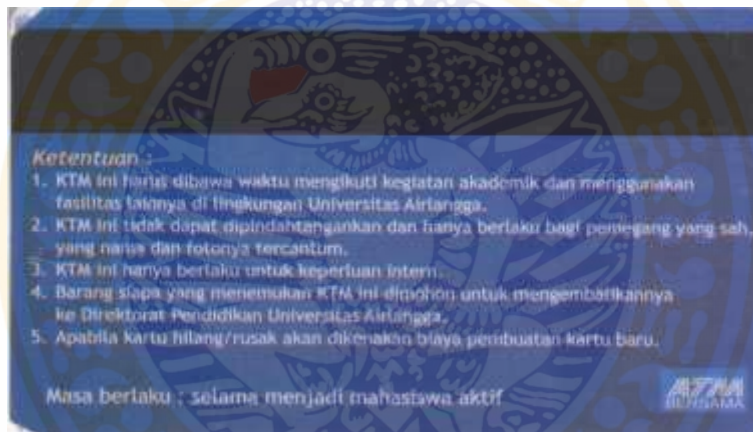 Ketentuan :
1. KTM ini harus dibawa waktu mengikuti kegiatan akademik dan menggunakan
fasilitas lainnya di lingkungan Universitas Airlangga.
2. KTM ini tidak dapat dipindahtangankan dan hanya berlaku bagi pemegang yang sah,
yang nama dan fotonya tercantum.
3. KTM ini hanya berlaku untuk keperluan intern.
4. Barang siapa yang menemukan KTM ini dimohon untuk mengembalikannya
ke Direktorat Pendidikan Universitas Airlangga.
5. Apabila kartu hilang/rusak akan dikenakan biaya pembuatan kartu baru.
Masa berlaku : selama menjadi mahasiswa aktif
ATM
BERSAMA